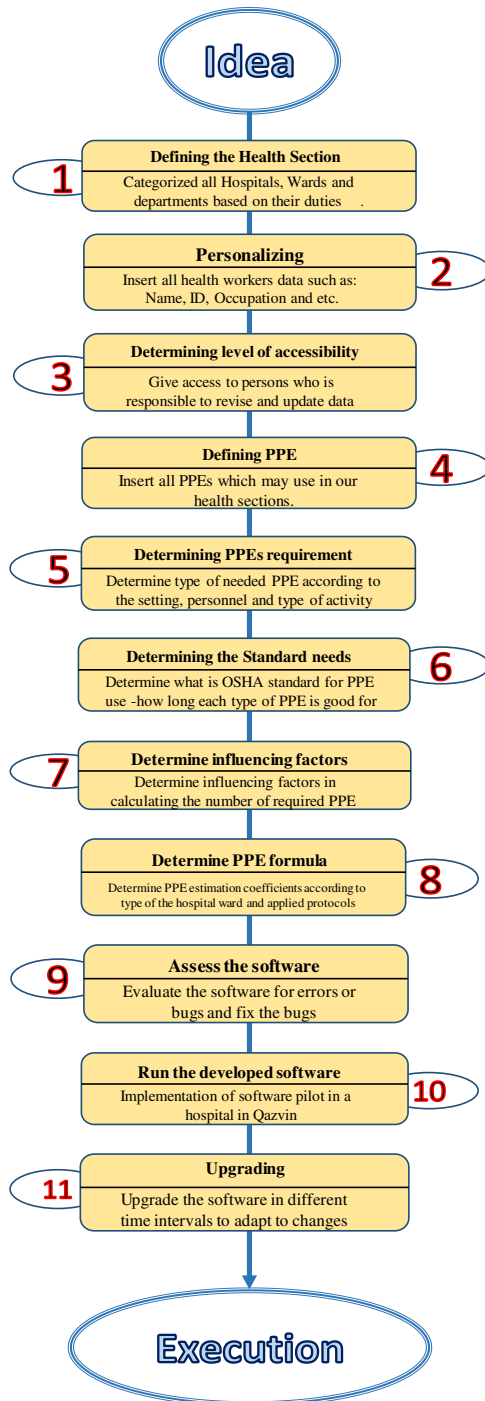 Idea
1
Defining the Health Section
Categorized all Hospitals, Wards and
departments based on their duties .
Personalizing
2
Insert all health workers data such as:
Name, ID, Occupation and etc.
3
Determining level of accessibility
Give access to persons who is
responsible to revise and update data
Defining PPE
4
Insert all PPEs which may use in our
health sections.
5
Determining PPEs requirement
Determine type of needed PPE according to
the setting, personnel and type of activity
Determining the Standard needs
6
Determine what is OSHA standard for PPE
use -how long each type of PPE is good for
7
Determine influencing factors
Determine influencing factors in
calculating the number of required PPE
Determine PPE formula
8
Determine PPE estimation coefficients according to
type of the hospital ward and applied protocols
9
Assess the software
Evaluate the software for errors or
bugs and fix the bugs
Run the developed software
10
Implementation of software pilot in a
hospital in Qazvin
11
Upgrading
Upgrade the software in different
time intervals to adapt to changes
Execution